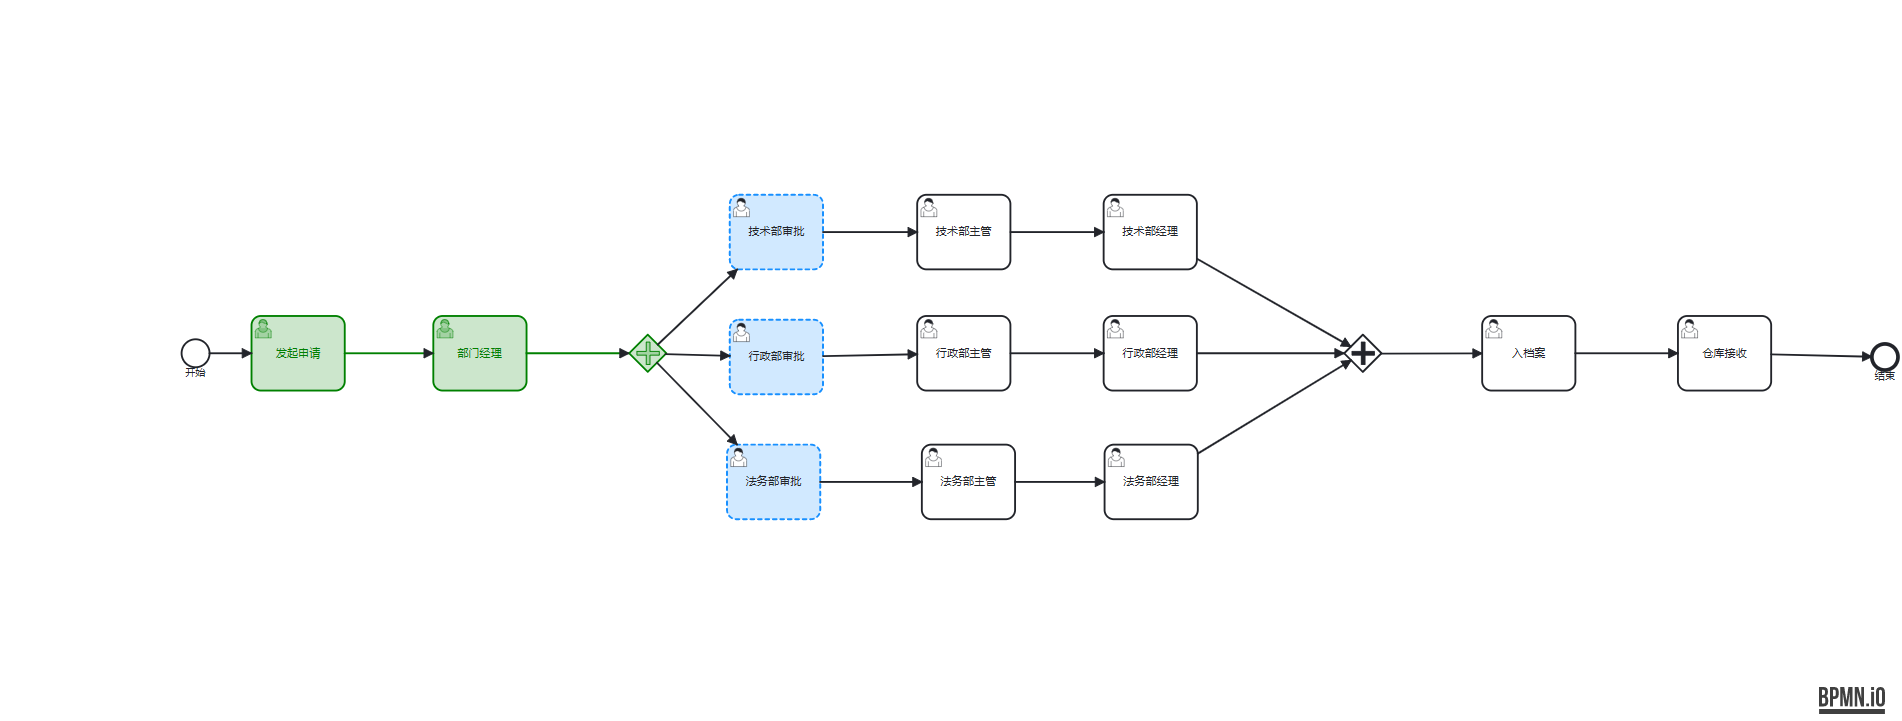 开始
发起申请
部门经理
技术部审批
技术部主管
技术部经理
行政部审批
行政部主管
行政部经理
法务部审批
法务部主管
法务部经理
入档案
仓库接收
结束
BPMN.iO